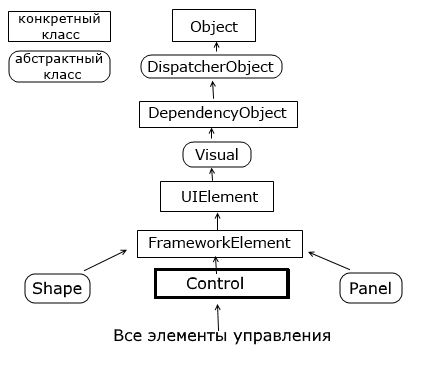 конкретный
класс
абстрактный
класс
Object
DispatcherObject
DependencyObject
Visual
UIElement
FrameworkElement
Shape
Control
Panel
Все элементы управления